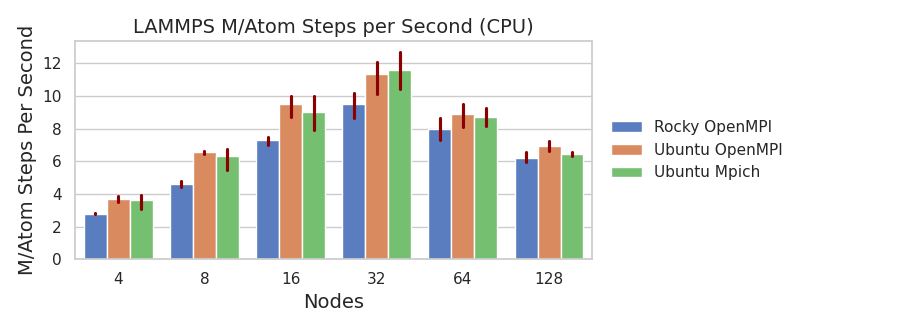 LAMMPS M/Atom Steps per Second (CPU)
M/Atom Steps Per Second
12
10
8
6
4
2
0
4 8 16 32 64 128
Nodes
Rocky OpenMPI
Ubuntu OpenMPI
Ubuntu Mpich